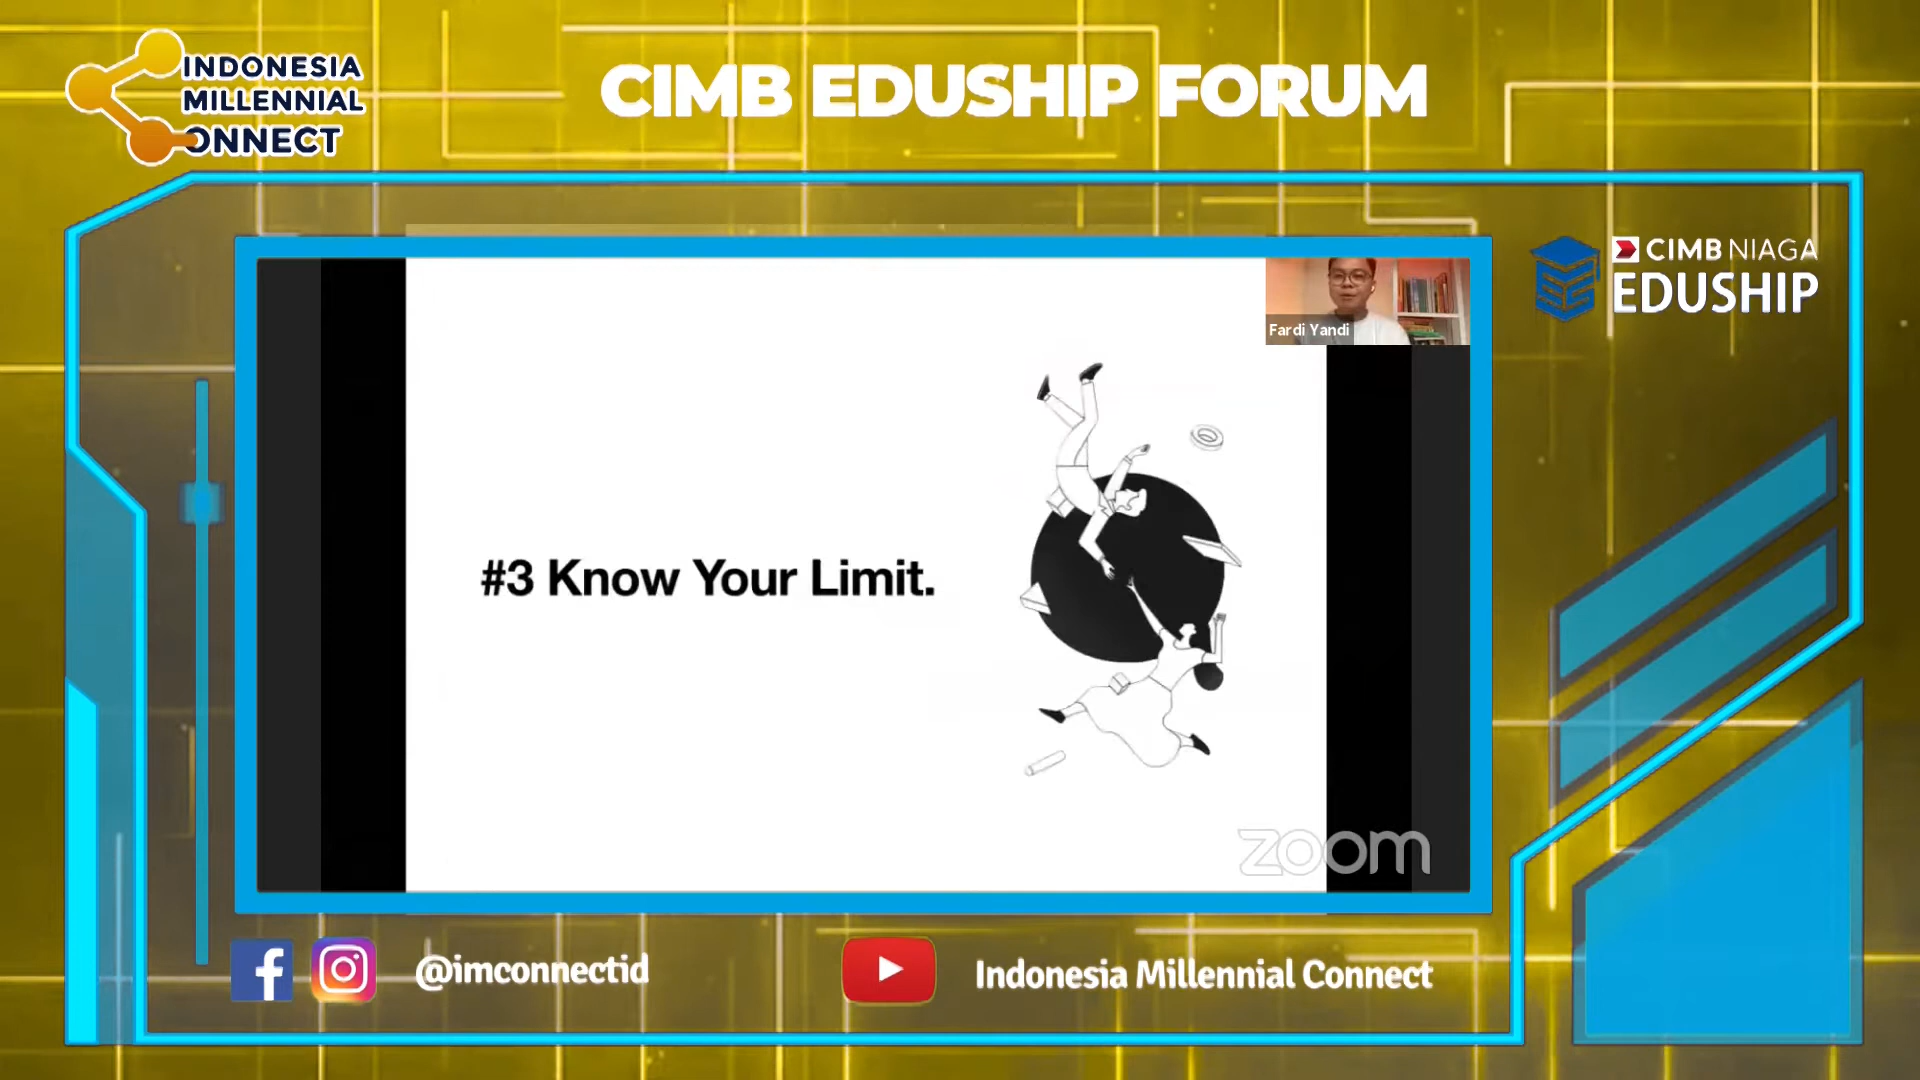 INDONESIA
MILLENNIAL
CONNECT
CIMB EDUSHIP FORUM
CIMB NIAGA
EDUSHIP
Fardi Yandi
#3 Know Your Limit.
zoom
@imconnectid
Indonesia Millennial Connect